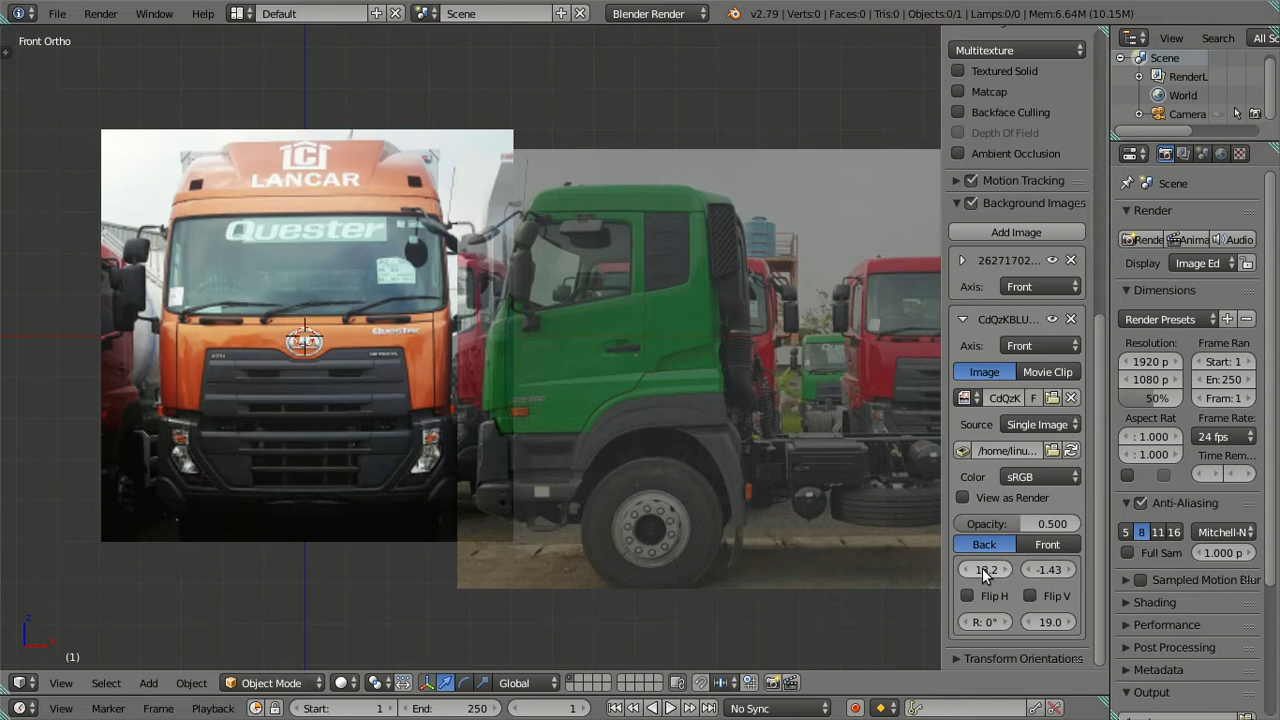 File Render Window Help Default Scene Blender Render v2.79 | Verts:0 | Faces:0 | Tris:0 | Objects:0/1 | Lamps:0/0 | Mem:6.64M (10.15M)
Front Ortho
LANCAR
Quester
Quester
z
x
(1)
Multitexture
Textured Solid
Matcap
Backface Culling
Depth Of Field
Ambient Occlusion
Motion Tracking
Background Images
Add Image
26271702...
Axis: Front
CdQzKBLU...
Axis: Front
Image Movie Clip
CdQzK F
Source Single Image
/home/linu...
Color sRGB
View as Render
Opacity: 0.500
Back Front
-1.43
Flip H Flip V
R: 0° 19.0
Transform Orientations
View Search All Sc
Scene
RenderL
World
Camera
Scene
Render
Rende Anima Audio
Display Image Ed
Dimensions
Render Presets
Resolution: Frame Ran
1920 p Start: 1
1080 p En: 250
50% Fram: 1
Aspect Rat Frame Rate:
: 1.000 24 fps
: 1.000 Time Rem...
Anti-Aliasing
5 8 11 16 Mitchell-N
Full Sam 1.000 p
Sampled Motion Blur
Shading
Performance
Post Processing
Metadata
Output
View Select Add Object Object Mode Global
View Marker Frame Playback Start: 1 End: 250 1 No Sync